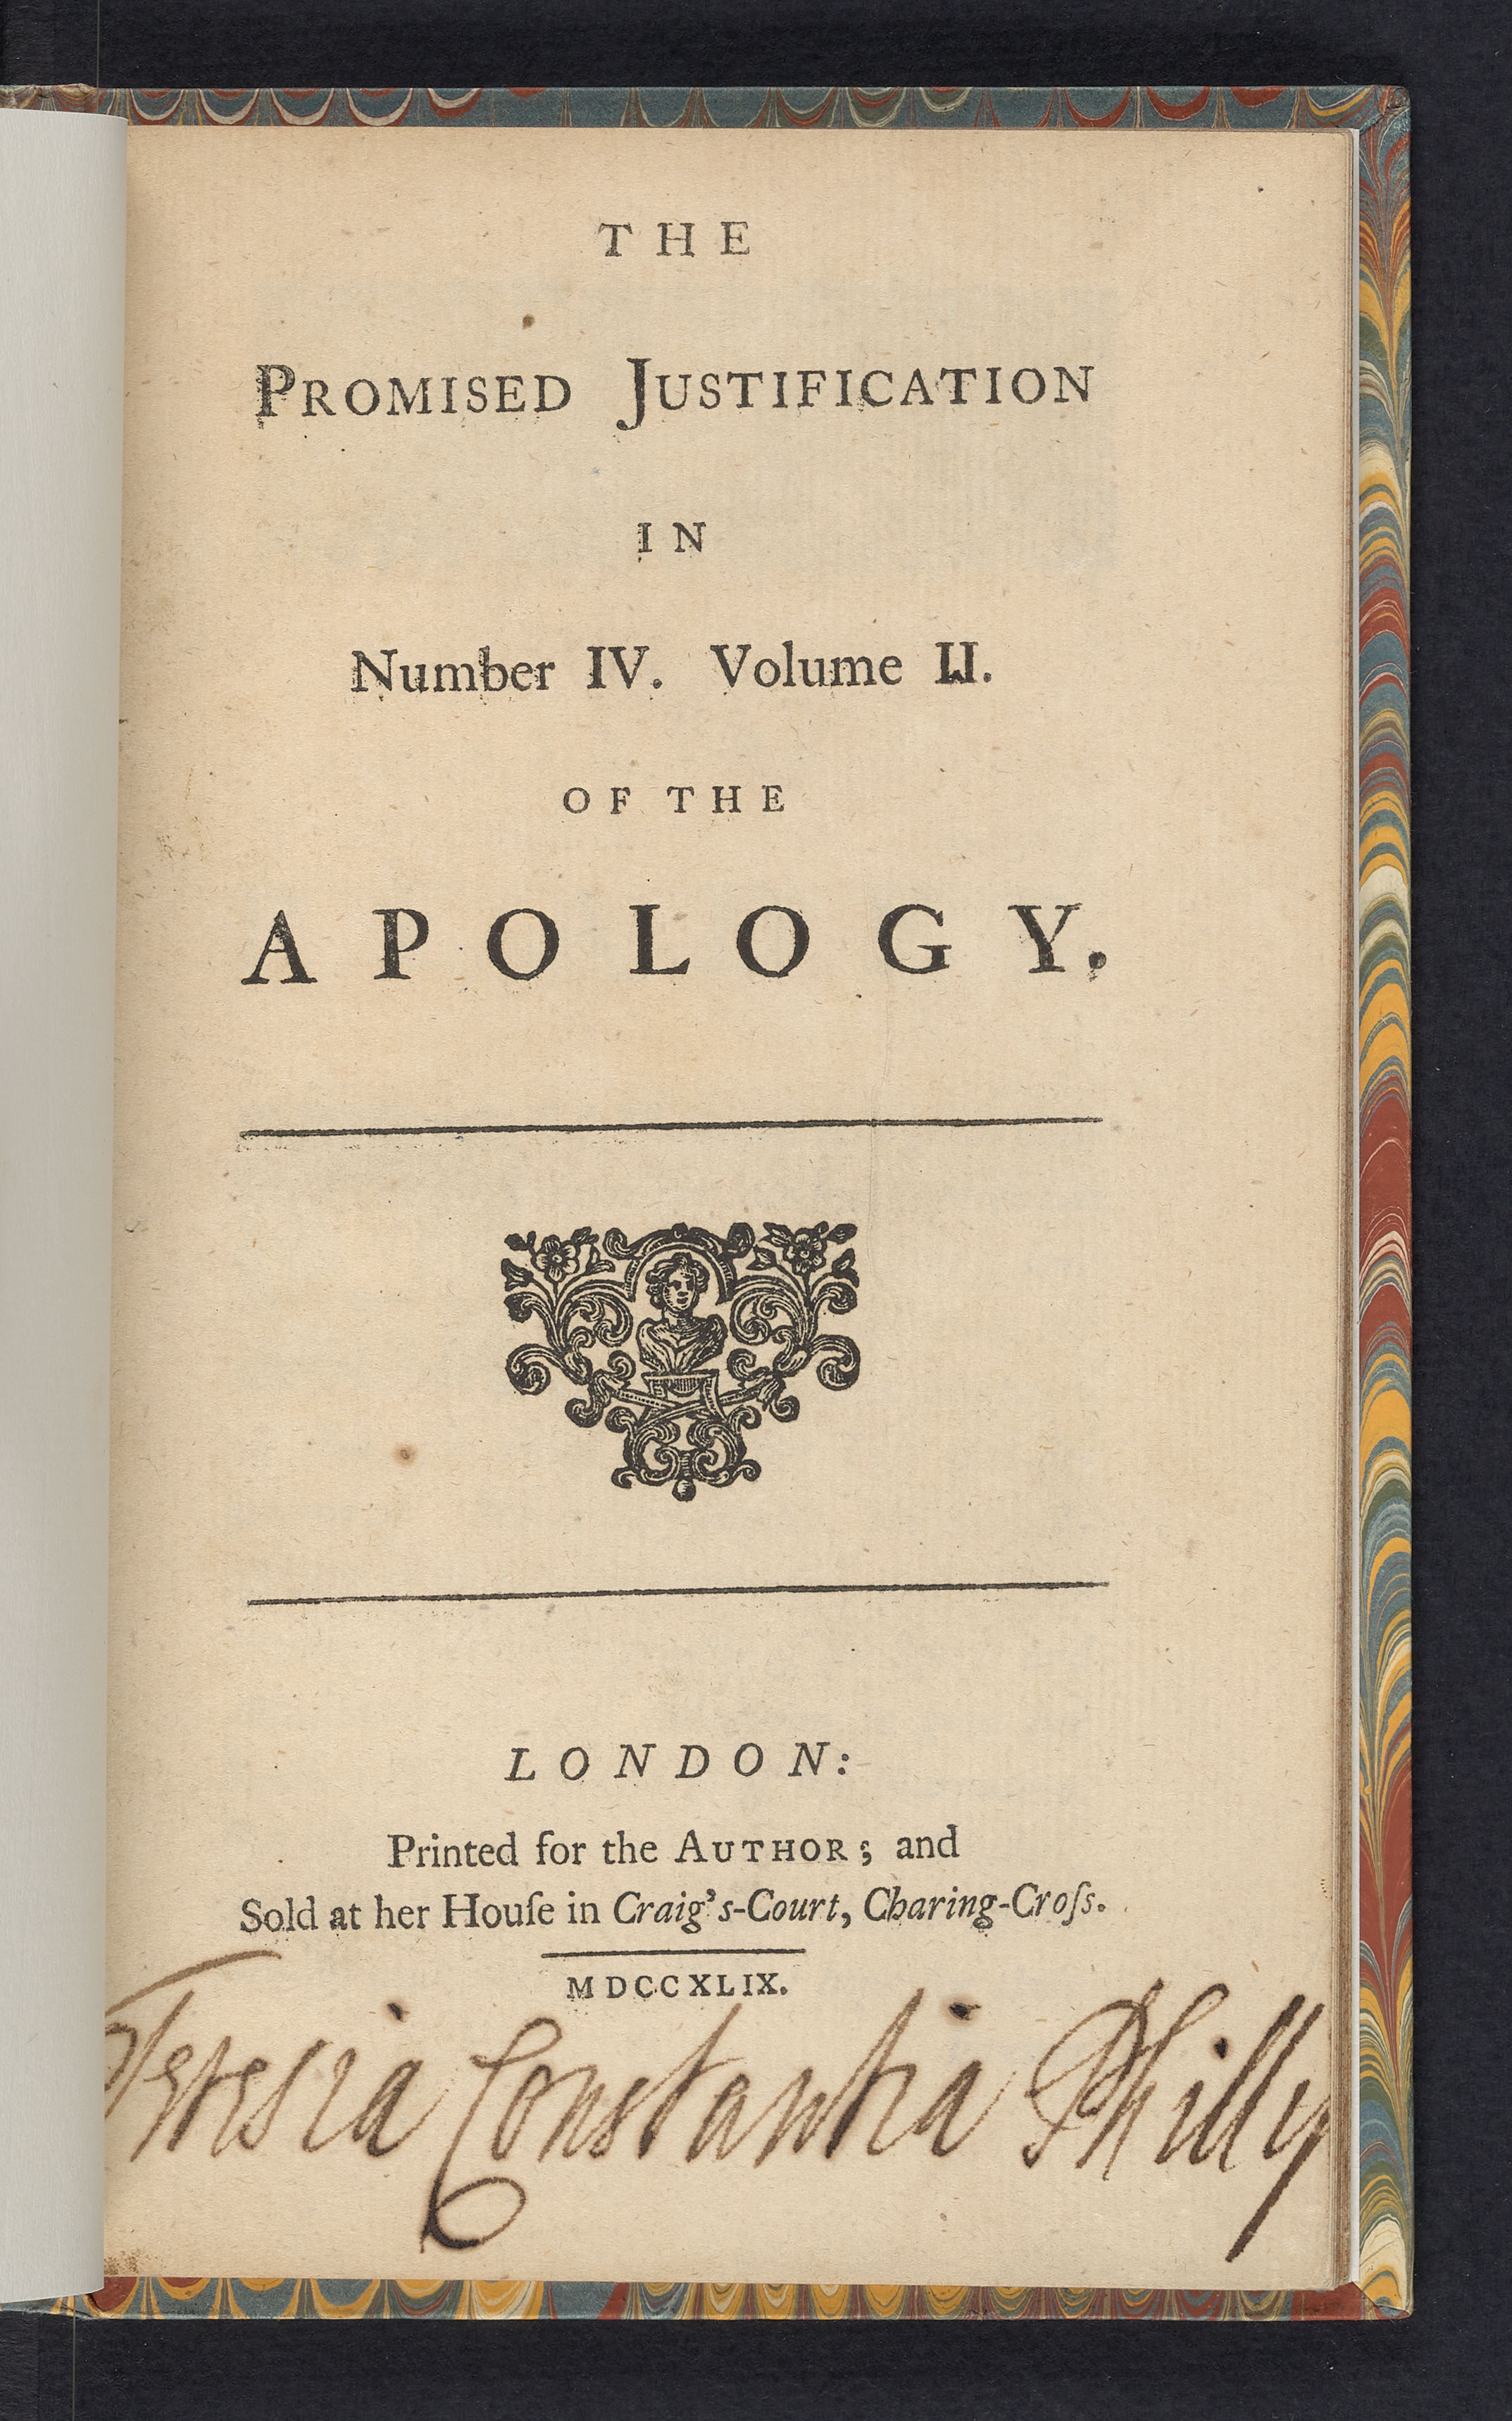 THE
PROMISED JUSTIFICATION
IN
Number IV. Volume II.
OF THE
APOLOGY.
LONDON:
Printed for the AUTHOR; and
Sold at her Houſe in Craig's-Court, Charing-Croſs.
MDCCXLIX.
Teresia Constantia Philly